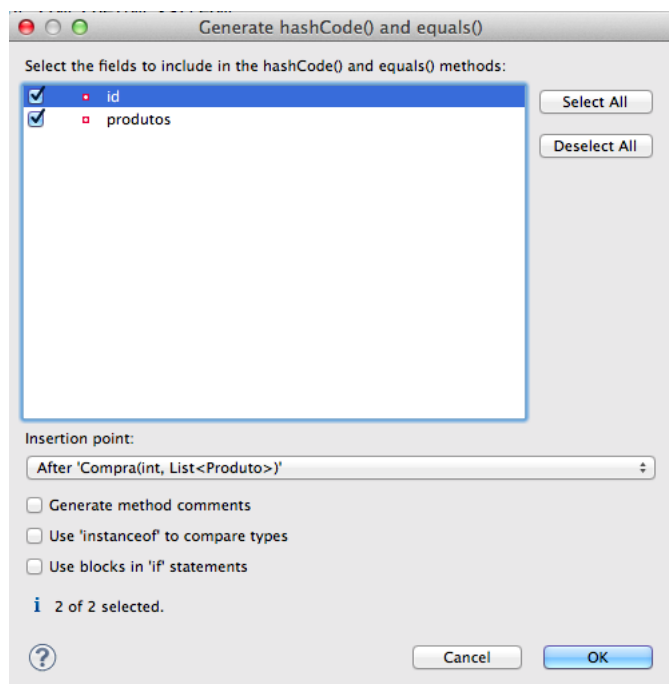 Generate hashCode() and equals()
Select the fields to include in the hashCode() and equals() methods:
id
produtos
Select All
Deselect All
Insertion point:
After 'Compra(int, List<Produto>)'
Generate method comments
Use 'instanceof' to compare types
Use blocks in 'if' statements
i 2 of 2 selected.
?
Cancel
OK